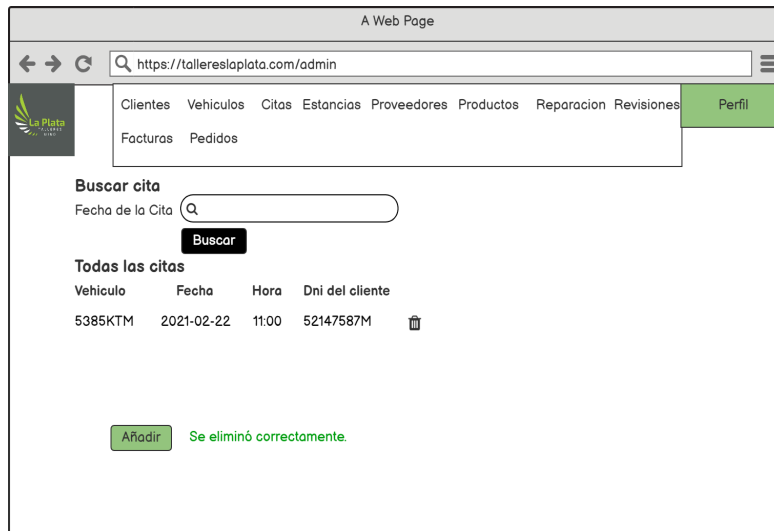 A Web Page
https://tallereslaplata.com/admin
La Plata
TALLERES
Clientes Vehiculos Citas Estancias Proveedores Productos Reparacion Revisiones Perfil
Facturas Pedidos
Buscar cita
Fecha de la Cita
Buscar
Todas las citas
Vehiculo Fecha Hora Dni del cliente
5385KTM 2021-02-22 11:00 52147587M
Añadir Se eliminó correctamente.